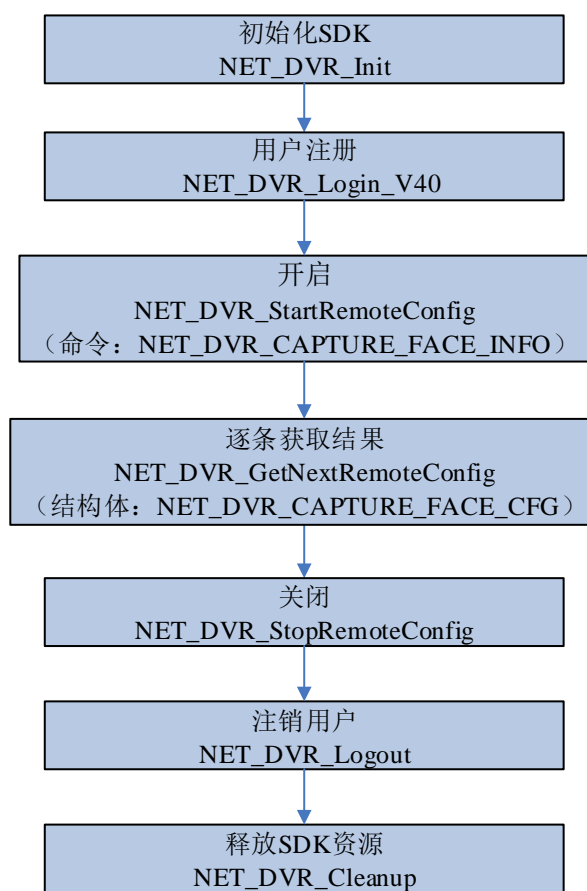 初始化SDK
NET_DVR_Init
用户注册
NET_DVR_Login_V40
开启
NET_DVR_StartRemoteConfig
（命令：NET_DVR_CAPTURE_FACE_INFO）
逐条获取结果
NET_DVR_GetNextRemoteConfig
（结构体：NET_DVR_CAPTURE_FACE_CFG）
关闭
NET_DVR_StopRemoteConfig
注销用户
NET_DVR_Logout
释放SDK资源
NET_DVR_Cleanup